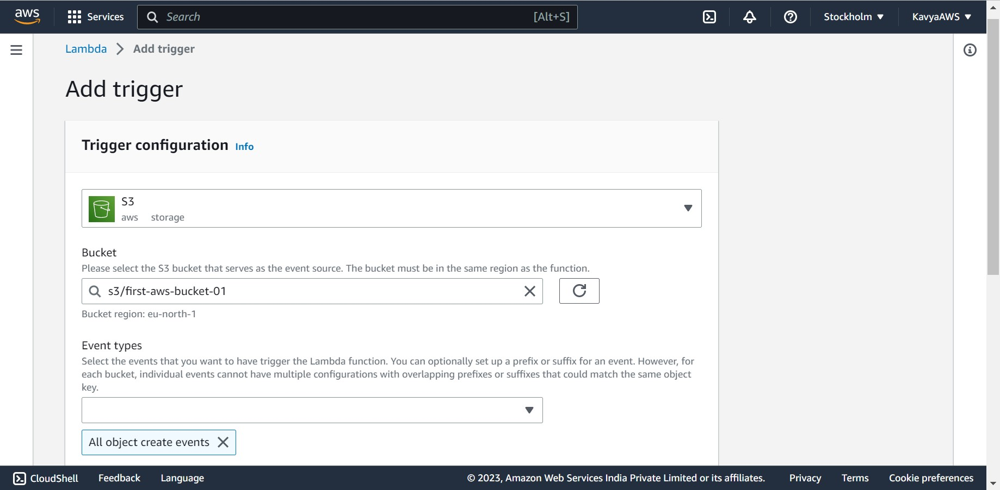 aws Services Search [Alt+S] Stockholm KavyaAWS
Lambda Add trigger
Add trigger
Trigger configuration Info
S3
aws storage
Bucket
Please select the S3 bucket that serves as the event source. The bucket must be in the same region as the function.
s3/first-aws-bucket-01
Bucket region: eu-north-1
Event types
Select the events that you want to have trigger the Lambda function. You can optionally set up a prefix or suffix for an event. However, for
each bucket, individual events cannot have multiple configurations with overlapping prefixes or suffixes that could match the same object
key.
All object create events
CloudShell Feedback Language © 2023, Amazon Web Services India Private Limited or its affiliates. Privacy Terms Cookie preferences